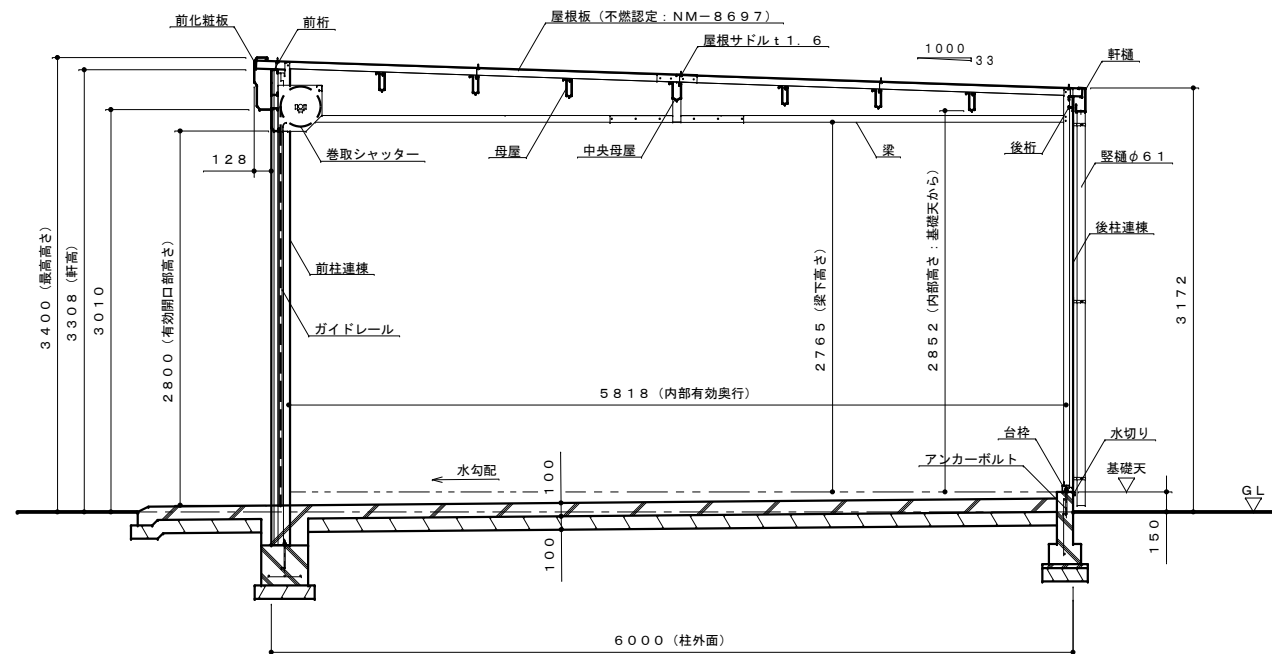 屋根板（不燃認定：ＮＭ－８６９７）
前化粧板
前桁
屋根サドルｔ１．６
１０００
３３
軒樋
巻取シャッター
母屋
中央母屋
梁
後桁
竪樋φ６１
１２８
３４００（最高高さ）
３３０８（軒高）
３０１０
２８００（有効開口部高さ）
前柱連棟
ガイドレール
２７６５（梁下高さ）
２８５２（内部高さ：基礎天から）
後柱連棟
３１７２
５８１８（内部有効奥行）
台枠
水切り
アンカーボルト
基礎天
水勾配
１００
１００
ＧＬ
１５０
６０００（柱外面）